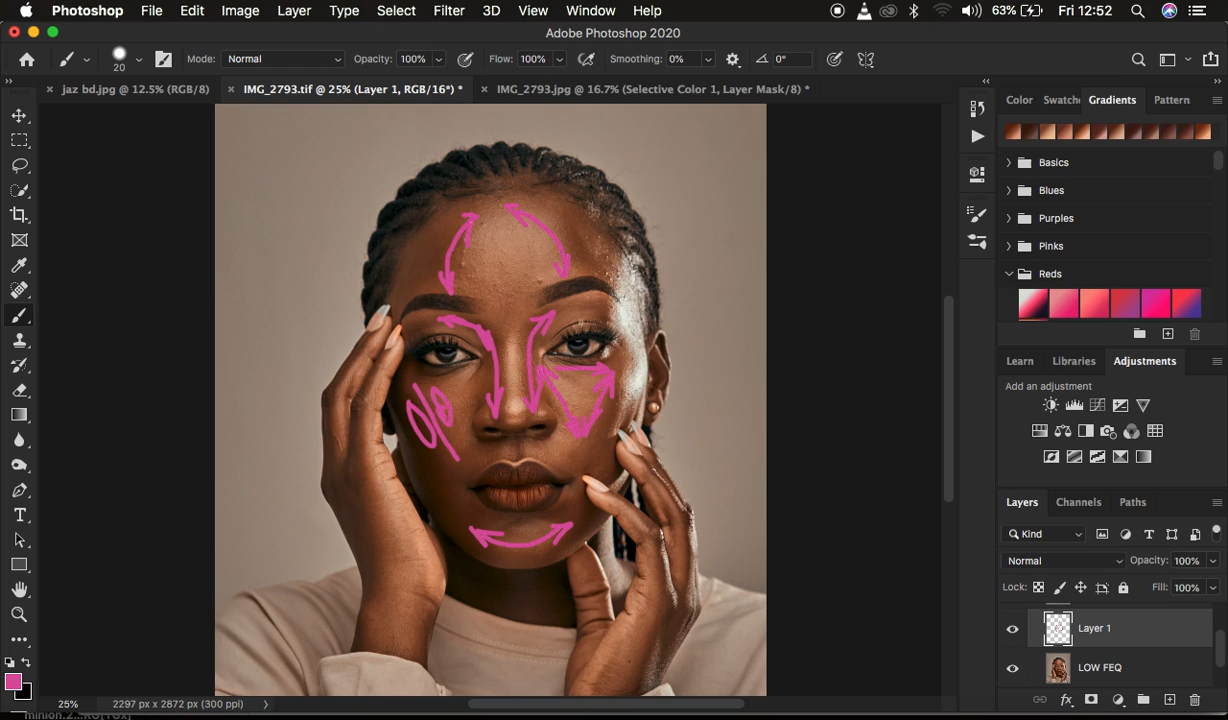 Photoshop File Edit Image Layer Type Select Filter 3D View Window Help 63% Fri 12:52
Adobe Photoshop 2020
20 Mode: Normal Opacity: 100% Flow: 100% Smoothing: 0% 0°
jaz bd.jpg @ 12.5% (RGB/8) IMG_2793.tif @ 25% (Layer 1, RGB/16*) * IMG_2793.jpg @ 16.7% (Selective Color 1, Layer Mask/8) *
Color Swatche Gradients Pattern
Basics
Blues
Purples
Pinks
Reds
Learn Libraries Adjustments
Add an adjustment
Layers Channels Paths
Kind
Normal Opacity: 100%
Lock: Fill: 100%
Layer 1
LOW FEQ
25% 2297 px x 2872 px (300 ppi)